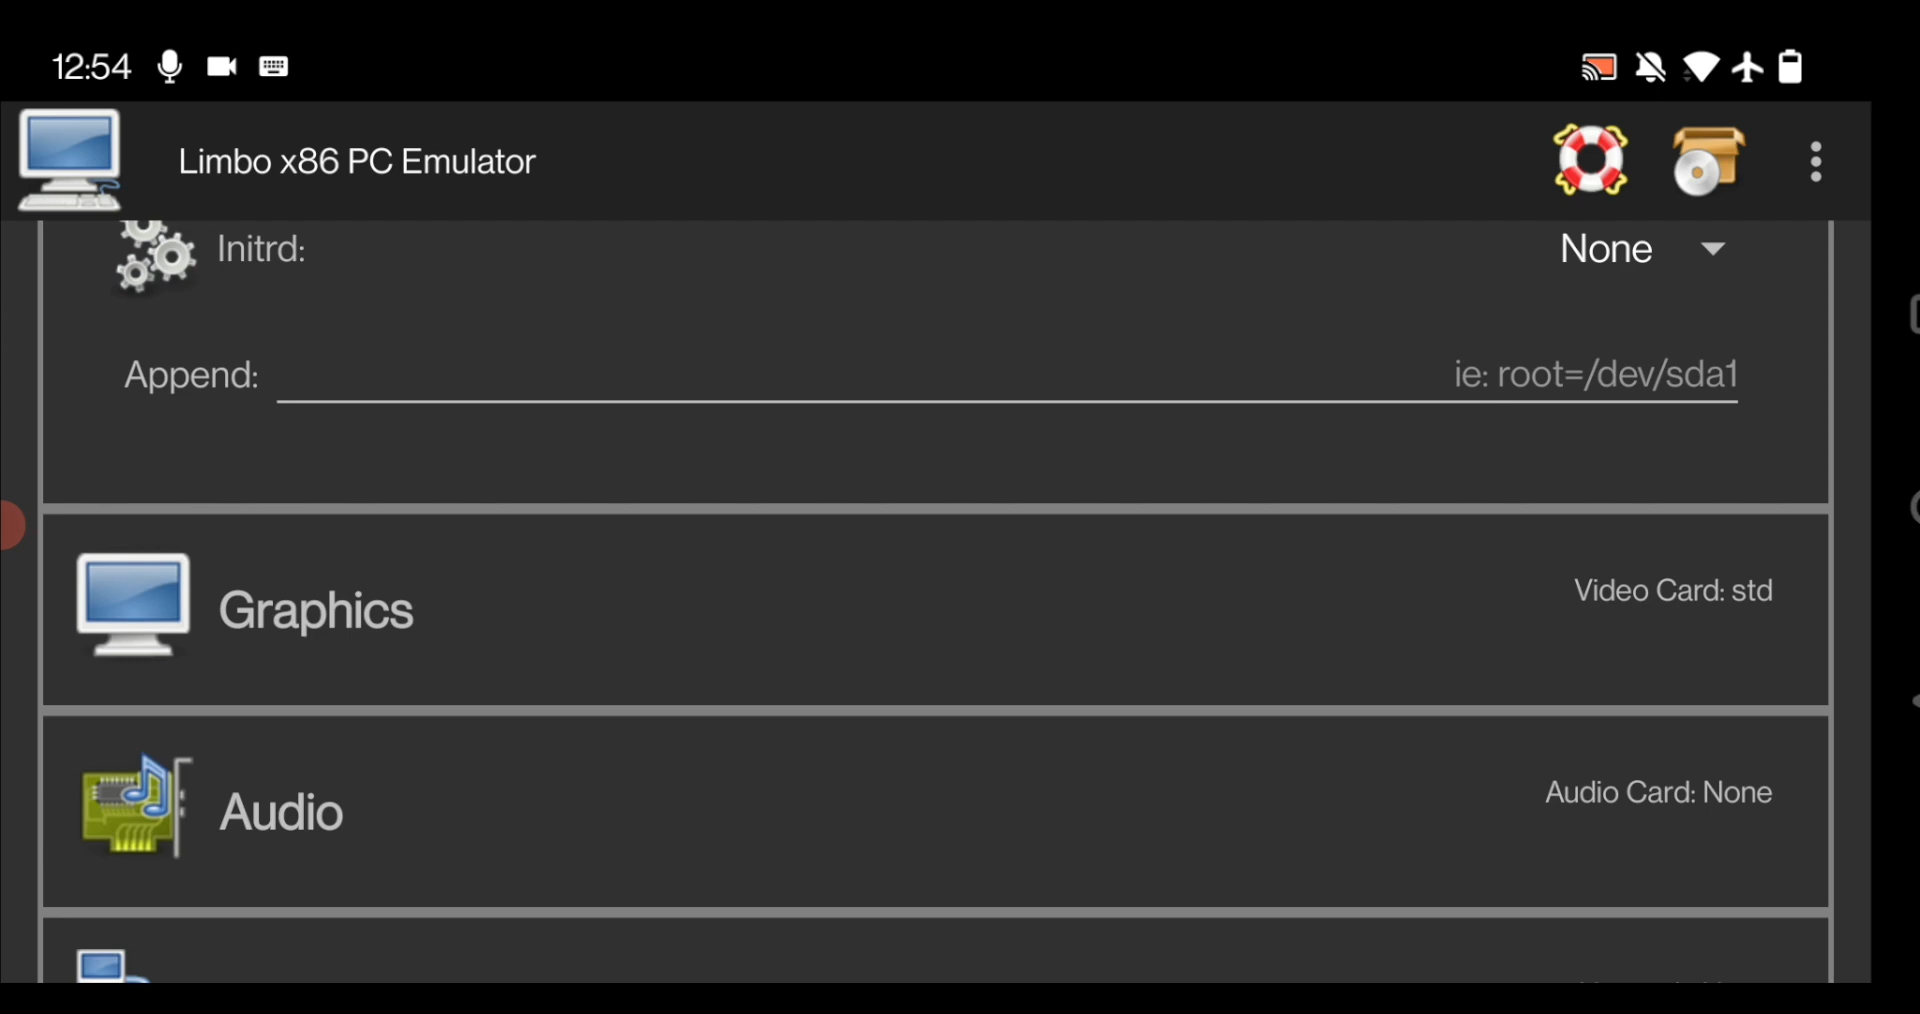 12:54
Limbo x86 PC Emulator
Initrd:
None
Append:
ie: root=/dev/sda1
Graphics
Video Card: std
Audio
Audio Card: None